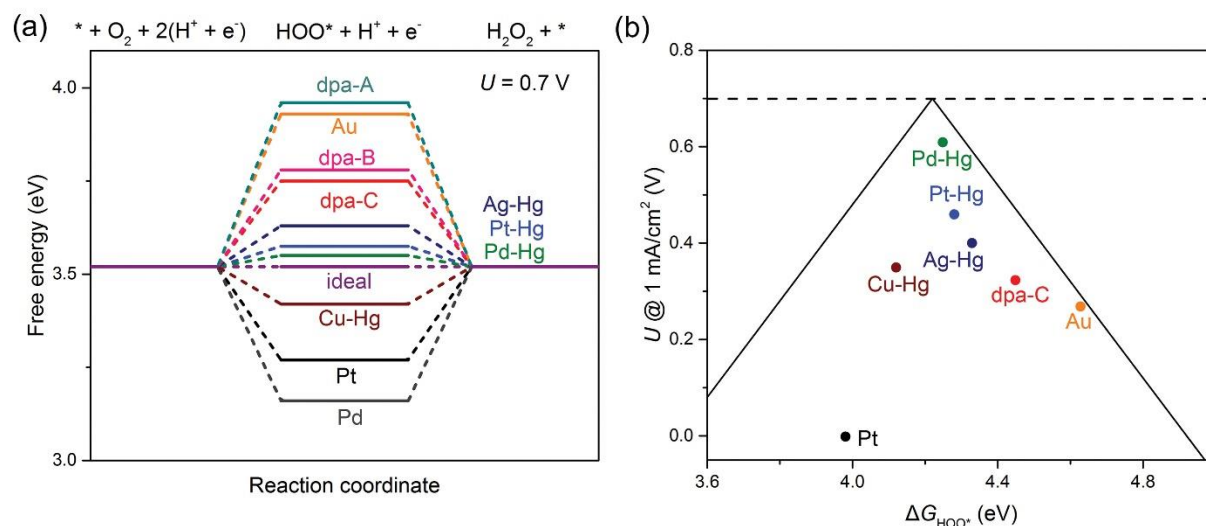 (a)
* + O₂ + 2(H⁺ + e⁻) HOO* + H⁺ + e⁻ H₂O₂ + *
U = 0.7 V
4.0
3.5
3.0
Free energy (eV)
dpa-A
Au
dpa-B
dpa-C
Ag-Hg
Pt-Hg
Pd-Hg
ideal
Cu-Hg
Pt
Pd
Reaction coordinate
(b)
0.8
0.6
0.4
0.2
0.0
U @ 1 mA/cm² (V)
Pd-Hg
Pt-Hg
Ag-Hg
Cu-Hg
dpa-C
Au
Pt
3.6 4.0 4.4 4.8
ΔG_HOO* (eV)